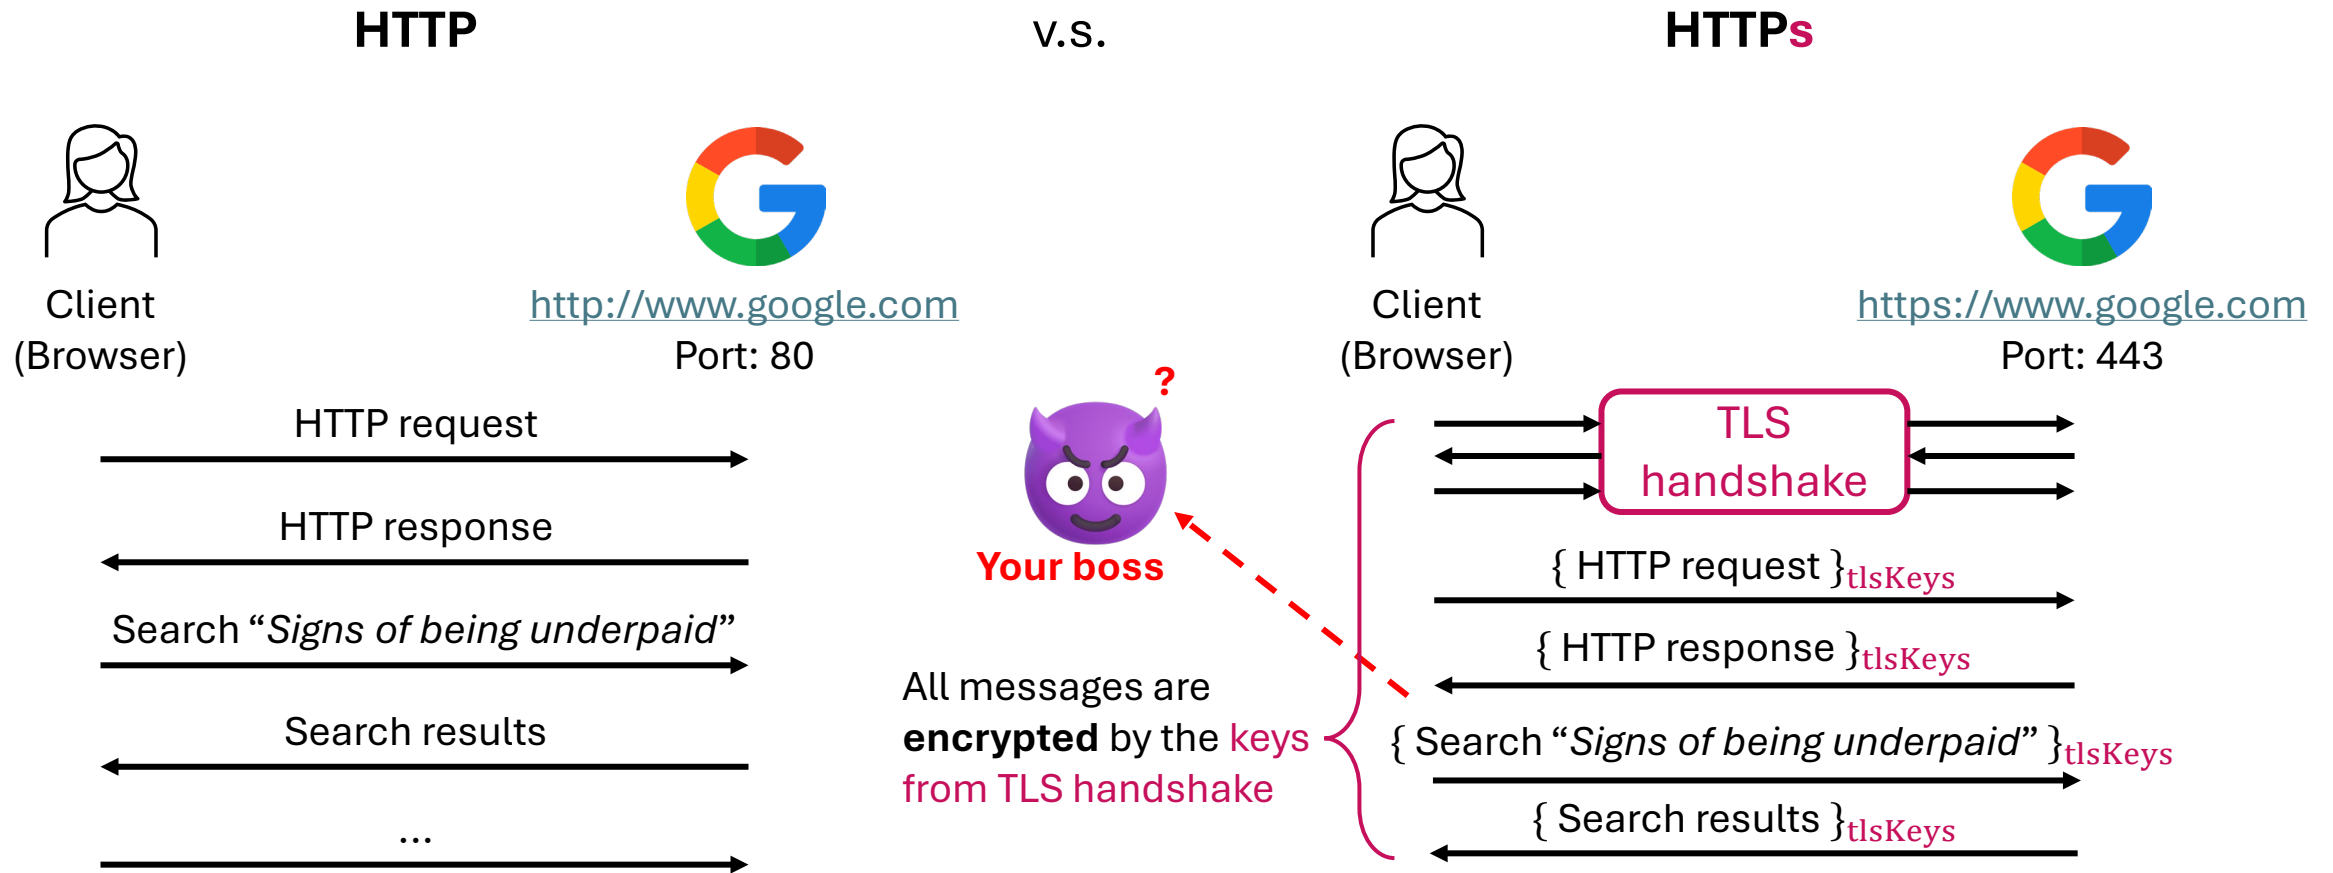 HTTP
v.s.
HTTPs
Client
(Browser)
http://www.google.com
Port: 80
HTTP request
HTTP response
Search “Signs of being underpaid”
Search results
...
?
Your boss
All messages are
encrypted by the keys
from TLS handshake
Client
(Browser)
https://www.google.com
Port: 443
TLS
handshake
{ HTTP request }tlsKeys
{ HTTP response }tlsKeys
{ Search “Signs of being underpaid” }tlsKeys
{ Search results }tlsKeys